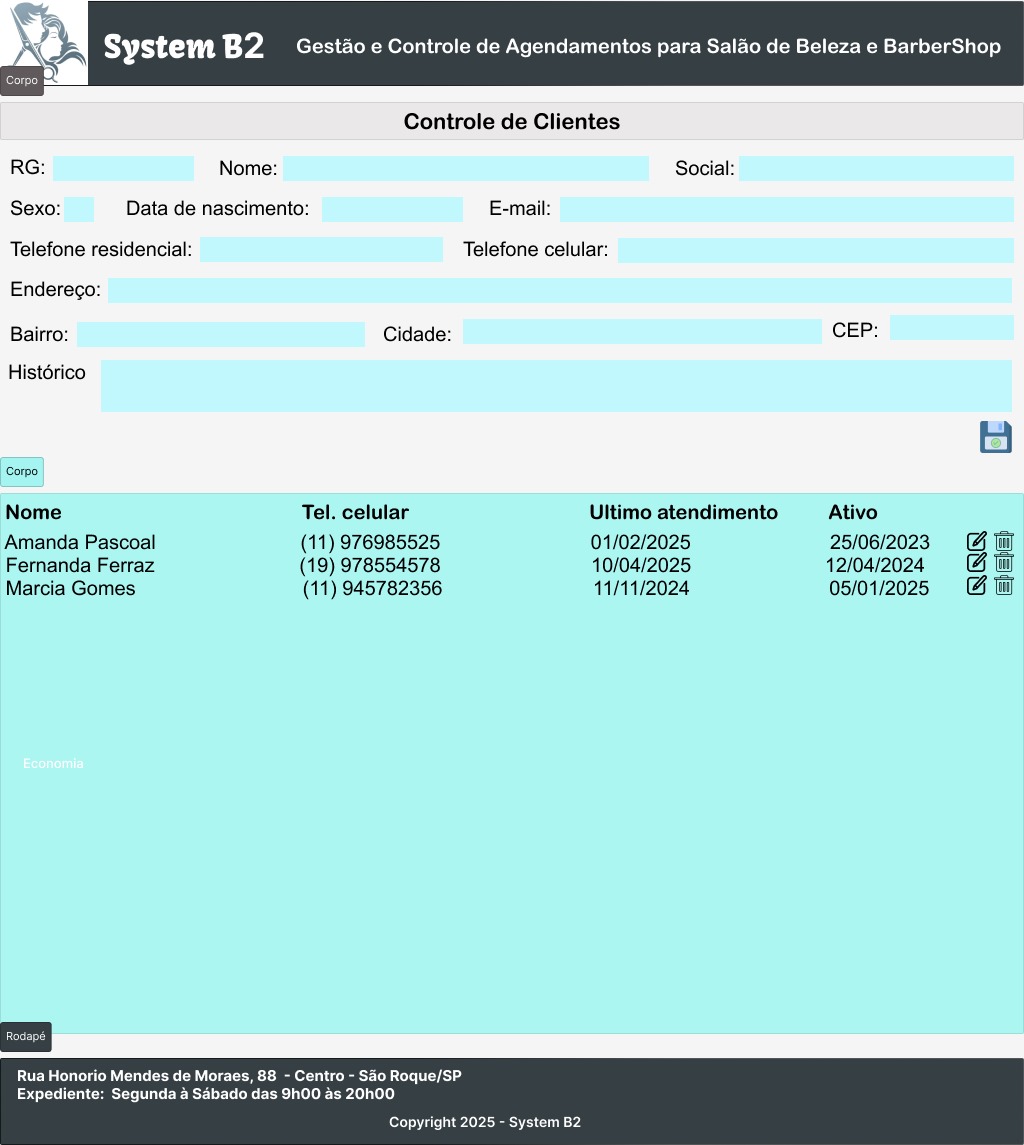 System B2 Gestão e Controle de Agendamentos para Salão de Beleza e BarberShop
Corpo
Controle de Clientes
RG: Nome: Social:
Sexo: Data de nascimento: E-mail:
Telefone residencial: Telefone celular:
Endereço:
Bairro: Cidade: CEP:
Histórico
Corpo
Nome Tel. celular Ultimo atendimento Ativo
Amanda Pascoal (11) 976985525 01/02/2025 25/06/2023
Fernanda Ferraz (19) 978554578 10/04/2025 12/04/2024
Marcia Gomes (11) 945782356 11/11/2024 05/01/2025
Economia
Rodapé
Rua Honorio Mendes de Moraes, 88 - Centro - São Roque/SP
Expediente: Segunda à Sábado das 9h00 às 20h00
Copyright 2025 - System B2